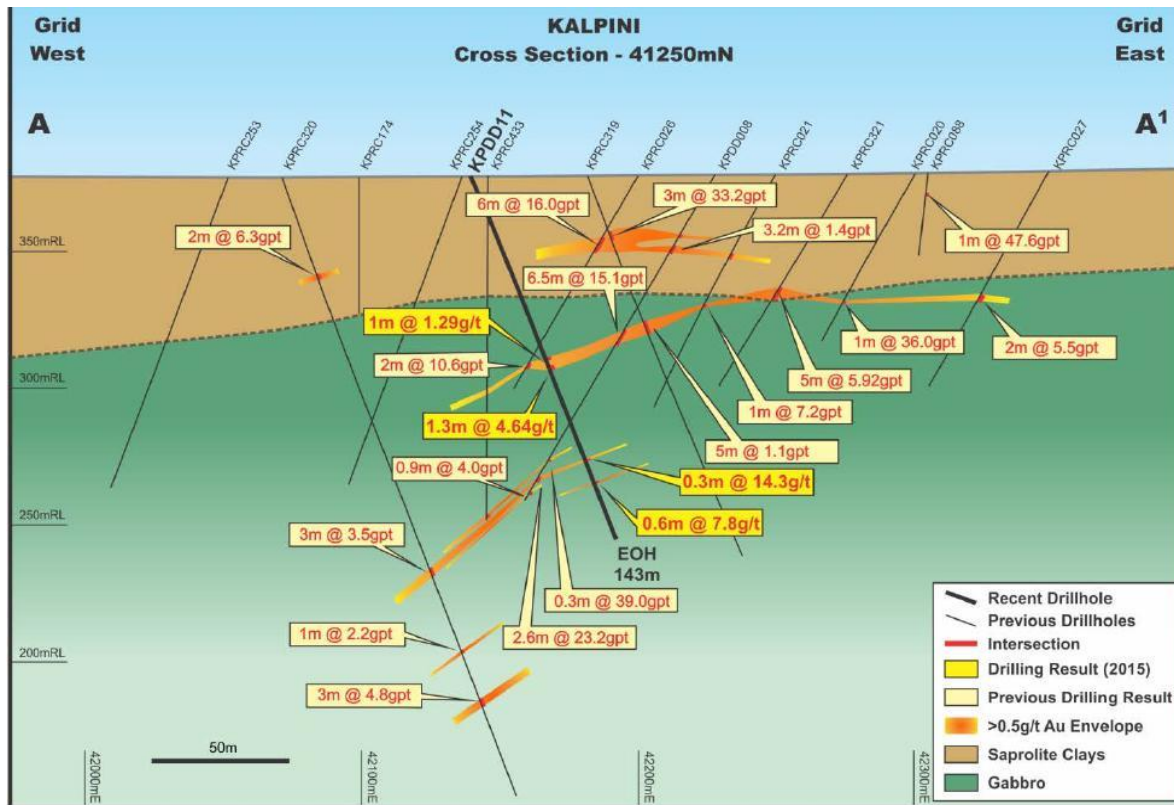 Grid
West
KALPINI
Cross Section - 41250mN
Grid
East
A
A1
KPRC253
KPRC320
KPRC174
KPRC254
KPDD11
KPRC433
KPRC319
KPRC026
KPDD008
KPRC021
KPRC321
KPRC020
KPRC088
KPRC027
6m @ 16.0gpt
3m @ 33.2gpt
2m @ 6.3gpt
3.2m @ 1.4gpt
1m @ 47.6gpt
350mRL
6.5m @ 15.1gpt
1m @ 1.29g/t
1m @ 36.0gpt
2m @ 5.5gpt
2m @ 10.6gpt
300mRL
5m @ 5.92gpt
1m @ 7.2gpt
1.3m @ 4.64g/t
5m @ 1.1gpt
0.9m @ 4.0gpt
0.3m @ 14.3g/t
250mRL
0.6m @ 7.8g/t
3m @ 3.5gpt
EOH
143m
0.3m @ 39.0gpt
1m @ 2.2gpt
2.6m @ 23.2gpt
200mRL
3m @ 4.8gpt
50m
42000mE
42100mE
42200mE
42300mE
Recent Drillhole
Previous Drillholes
Intersection
Drilling Result (2015)
Previous Drilling Result
>0.5g/t Au Envelope
Saprolite Clays
Gabbro